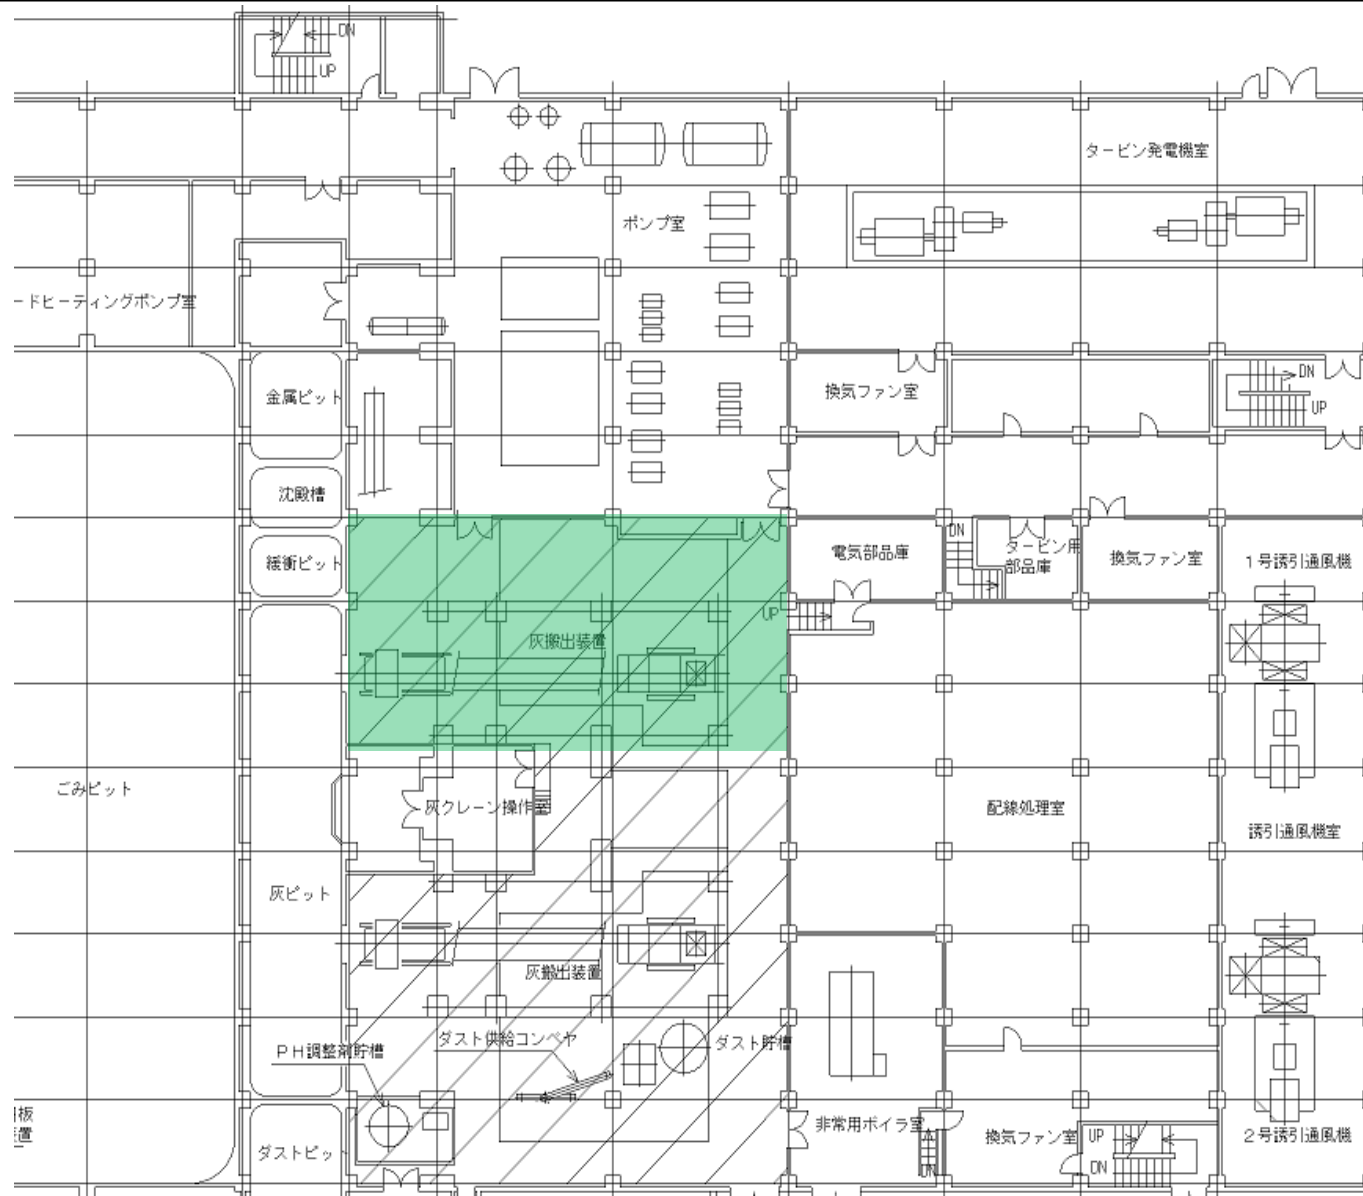 DN
UP
タービン発電機室
ポンプ室
ードヒーティングポンプ室
DN
UP
換気ファン室
金属ピット
沈殿槽
緩衝ピット
DN
電気部品庫
タービン用
部品庫
換気ファン室
1号誘引通風機
UP
灰搬出装置
ごみピット
灰クレーン操作室
配線処理室
誘引通風機室
灰ピット
灰搬出装置
ダスト供給コンベヤ
ダスト貯槽
PH調整剤貯槽
板
置
非常用ボイラ室
換気ファン室
UP
DN
DN
2号誘引通風機
ダストピッ